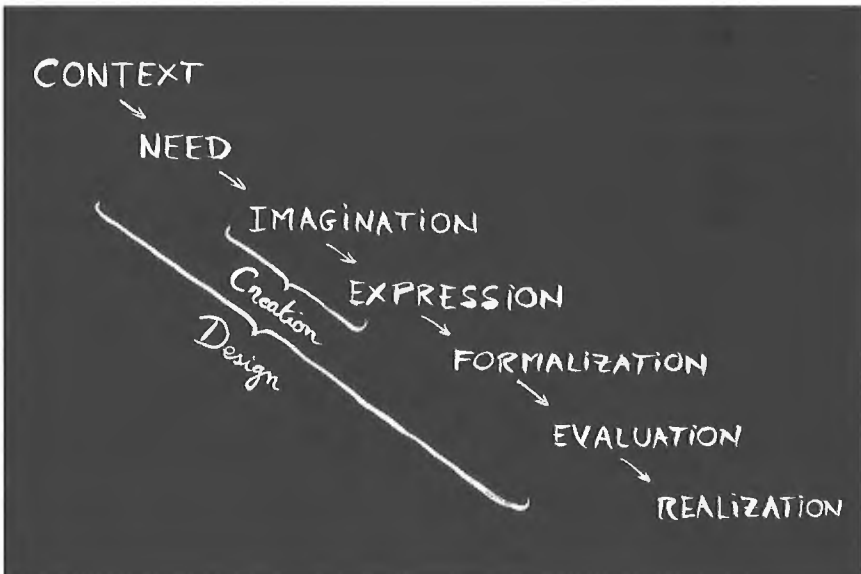 CONTEXT
NEED
IMAGINATION
EXPRESSION
Creation
Design
FORMALIZATION
EVALUATION
REALIZATION